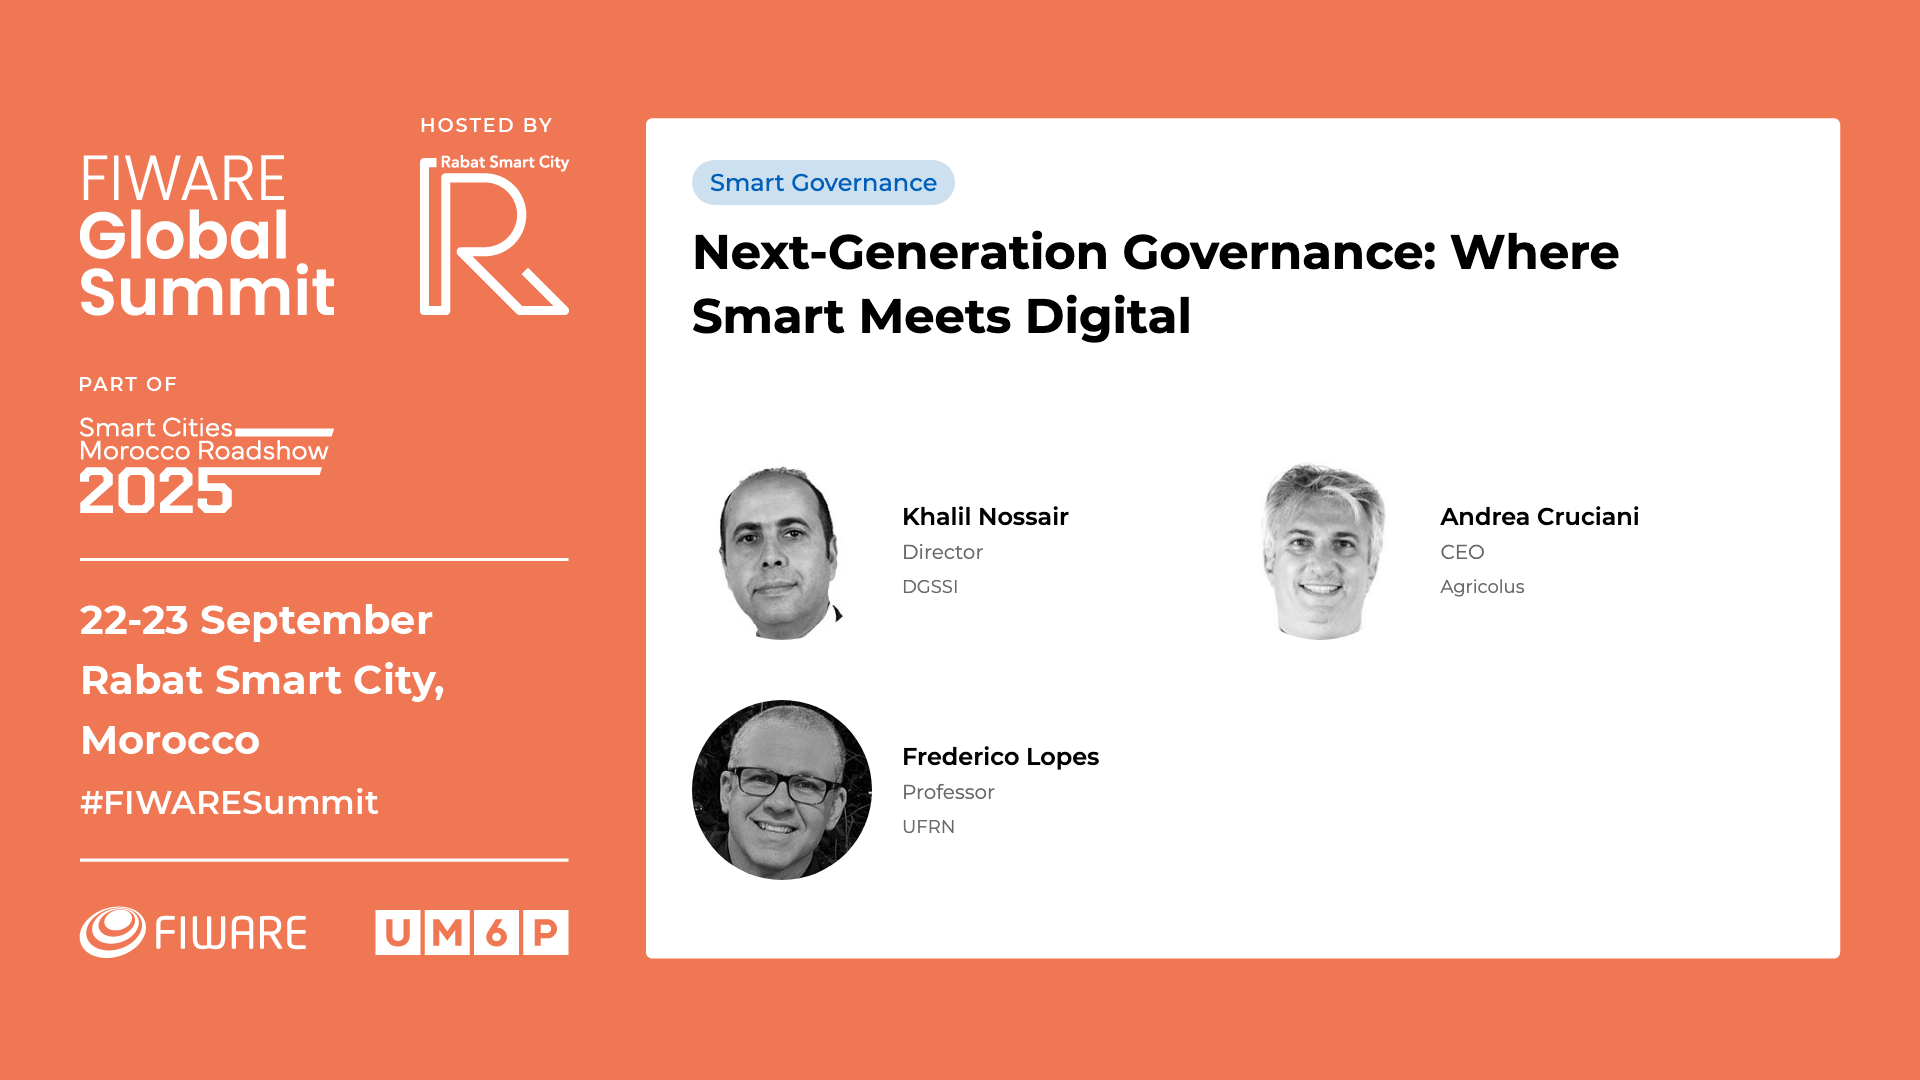 FIWARE
Global
Summit
HOSTED BY
Rabat Smart City
R
PART OF
Smart Cities
Morocco Roadshow
2025
22-23 September
Rabat Smart City,
Morocco
#FIWARESummit
FIWARE
UM6P
Smart Governance
Next-Generation Governance: Where
Smart Meets Digital
Khalil Nossair
Director
DGSSI
Andrea Cruciani
CEO
Agricolus
Frederico Lopes
Professor
UFRN